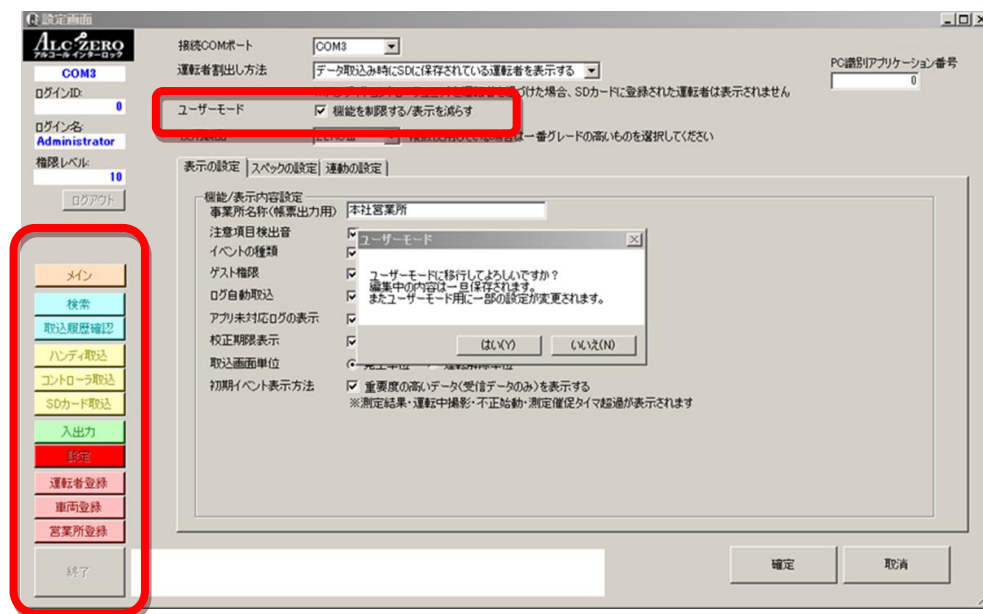 設定画面
ALC ZERO
アルコール インターロック
COM3
ログインID:
0
ログイン名:
Administrator
権限レベル:
10
ログアウト
メイン
検索
取込履歴確認
ハンディ取込
コントローラ取込
SDカード取込
入出力
設定
運転者登録
車両登録
営業所登録
終了
接続COMポート COM3
運転者割出し方法 データ取込み時にSDに保存されている運転者を表示する
PC識別アプリケーション番号
0
た場合、SDカードに登録された運転者は表示されません
ユーザーモード 機能を制限する/表示を減らす
は一番グレードの高いものを選択してください
表示の設定 スペックの設定 連動の設定
機能/表示内容設定
事業所名称(帳票出力用) 本社営業所
注意項目検出音
イベントの種類
ゲスト権限
ログ自動取込
アプリ未対応ログの表示
校正期限表示
取込画面単位
初期イベント表示方法 重要度の高いデータ(受信データのみ)を表示する
※測定結果・運転中撮影・不正始動・測定催促タイマ超過が表示されます
ユーザーモード
ユーザーモードに移行してよろしいですか?
編集中の内容は一旦保存されます。
またユーザーモード用に一部の設定が変更されます。
はい(Y) いいえ(N)
確定 取消